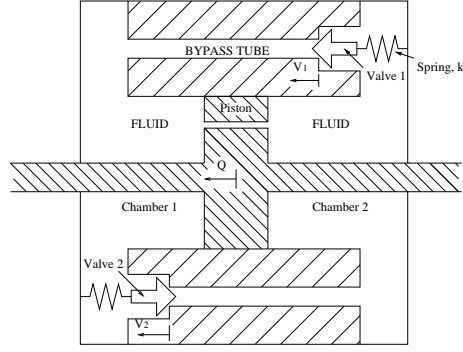 BYPASS TUBE
V1
Valve 1
Spring, k
Piston
FLUID
FLUID
Q
Chamber 1
Chamber 2
Valve 2
V2